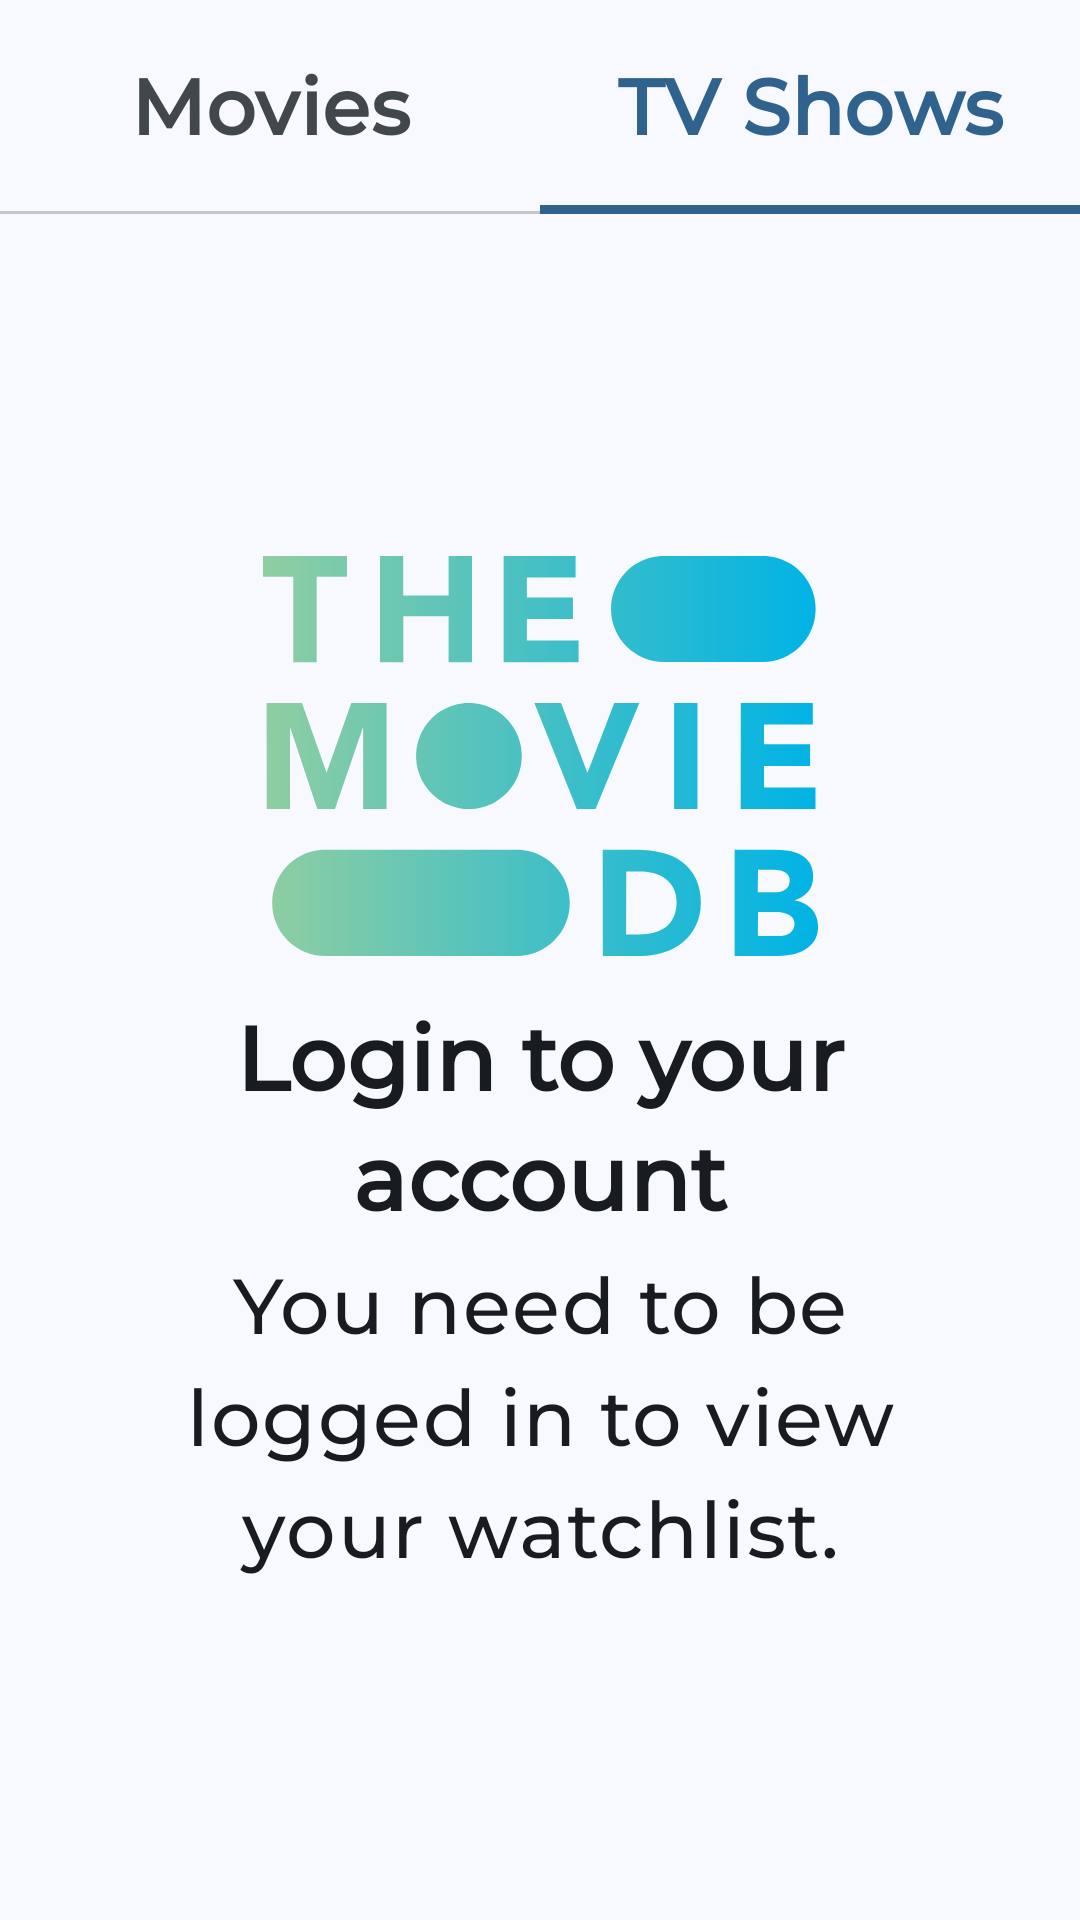 Movies TV Shows
THE
MOVIE
DB
Login to your
account
You need to be
logged in to view
your watchlist.